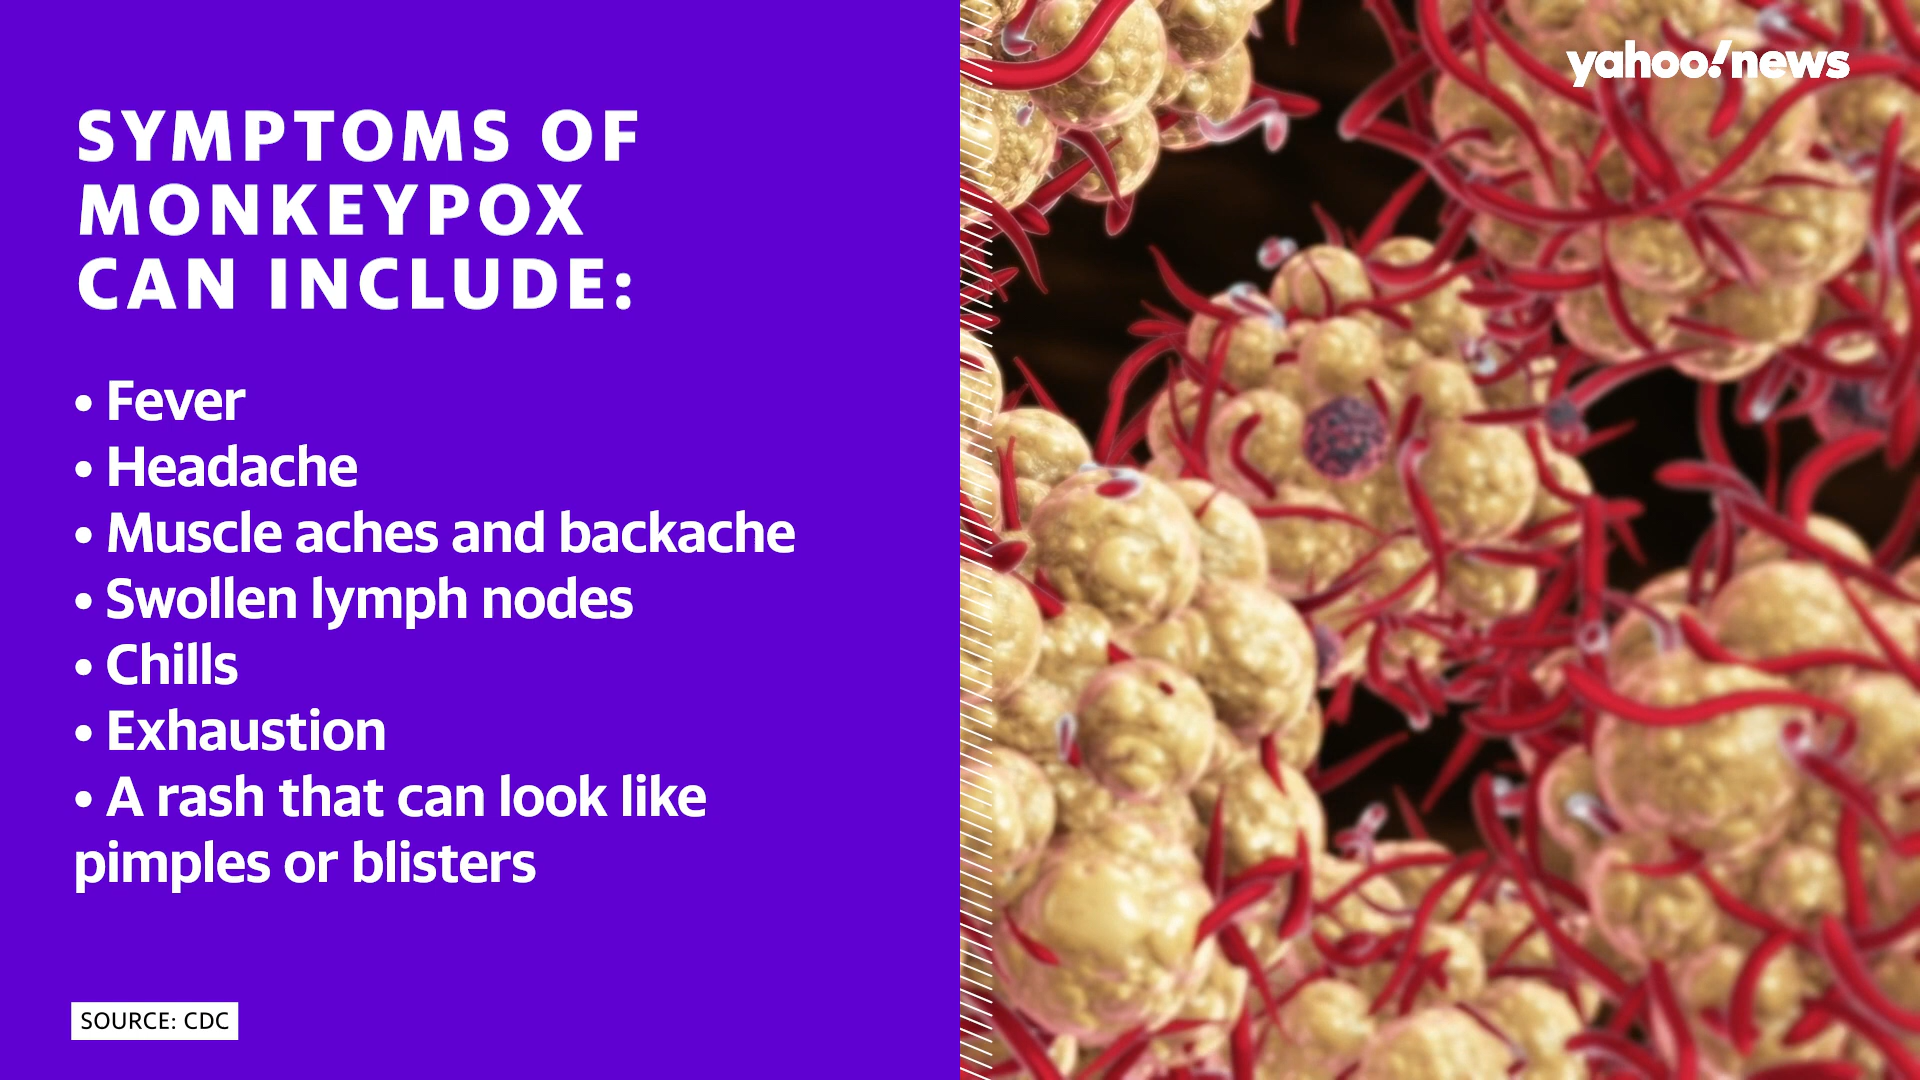 yahoo!news
SYMPTOMS OF
MONKEYPOX
CAN INCLUDE:
• Fever
• Headache
• Muscle aches and backache
• Swollen lymph nodes
• Chills
• Exhaustion
• A rash that can look like
pimples or blisters
SOURCE: CDC